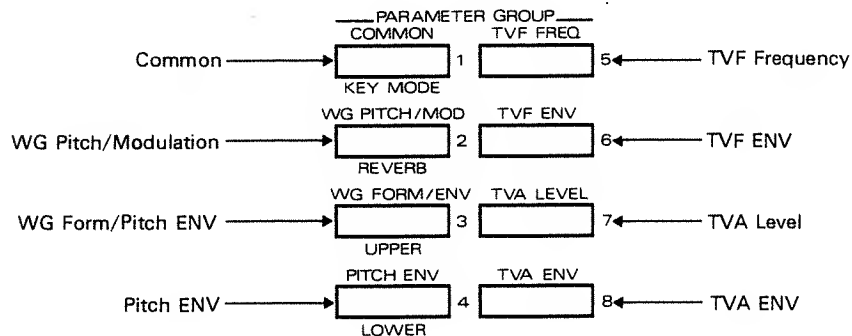 PARAMETER GROUP
COMMON TVF FREQ
Common 1 5 TVF Frequency
KEY MODE
WG PITCH/MOD TVF ENV
WG Pitch/Modulation 2 6 TVF ENV
REVERB
WG FORM/ENV TVA LEVEL
WG Form/Pitch ENV 3 7 TVA Level
UPPER
PITCH ENV TVA ENV
Pitch ENV 4 8 TVA ENV
LOWER